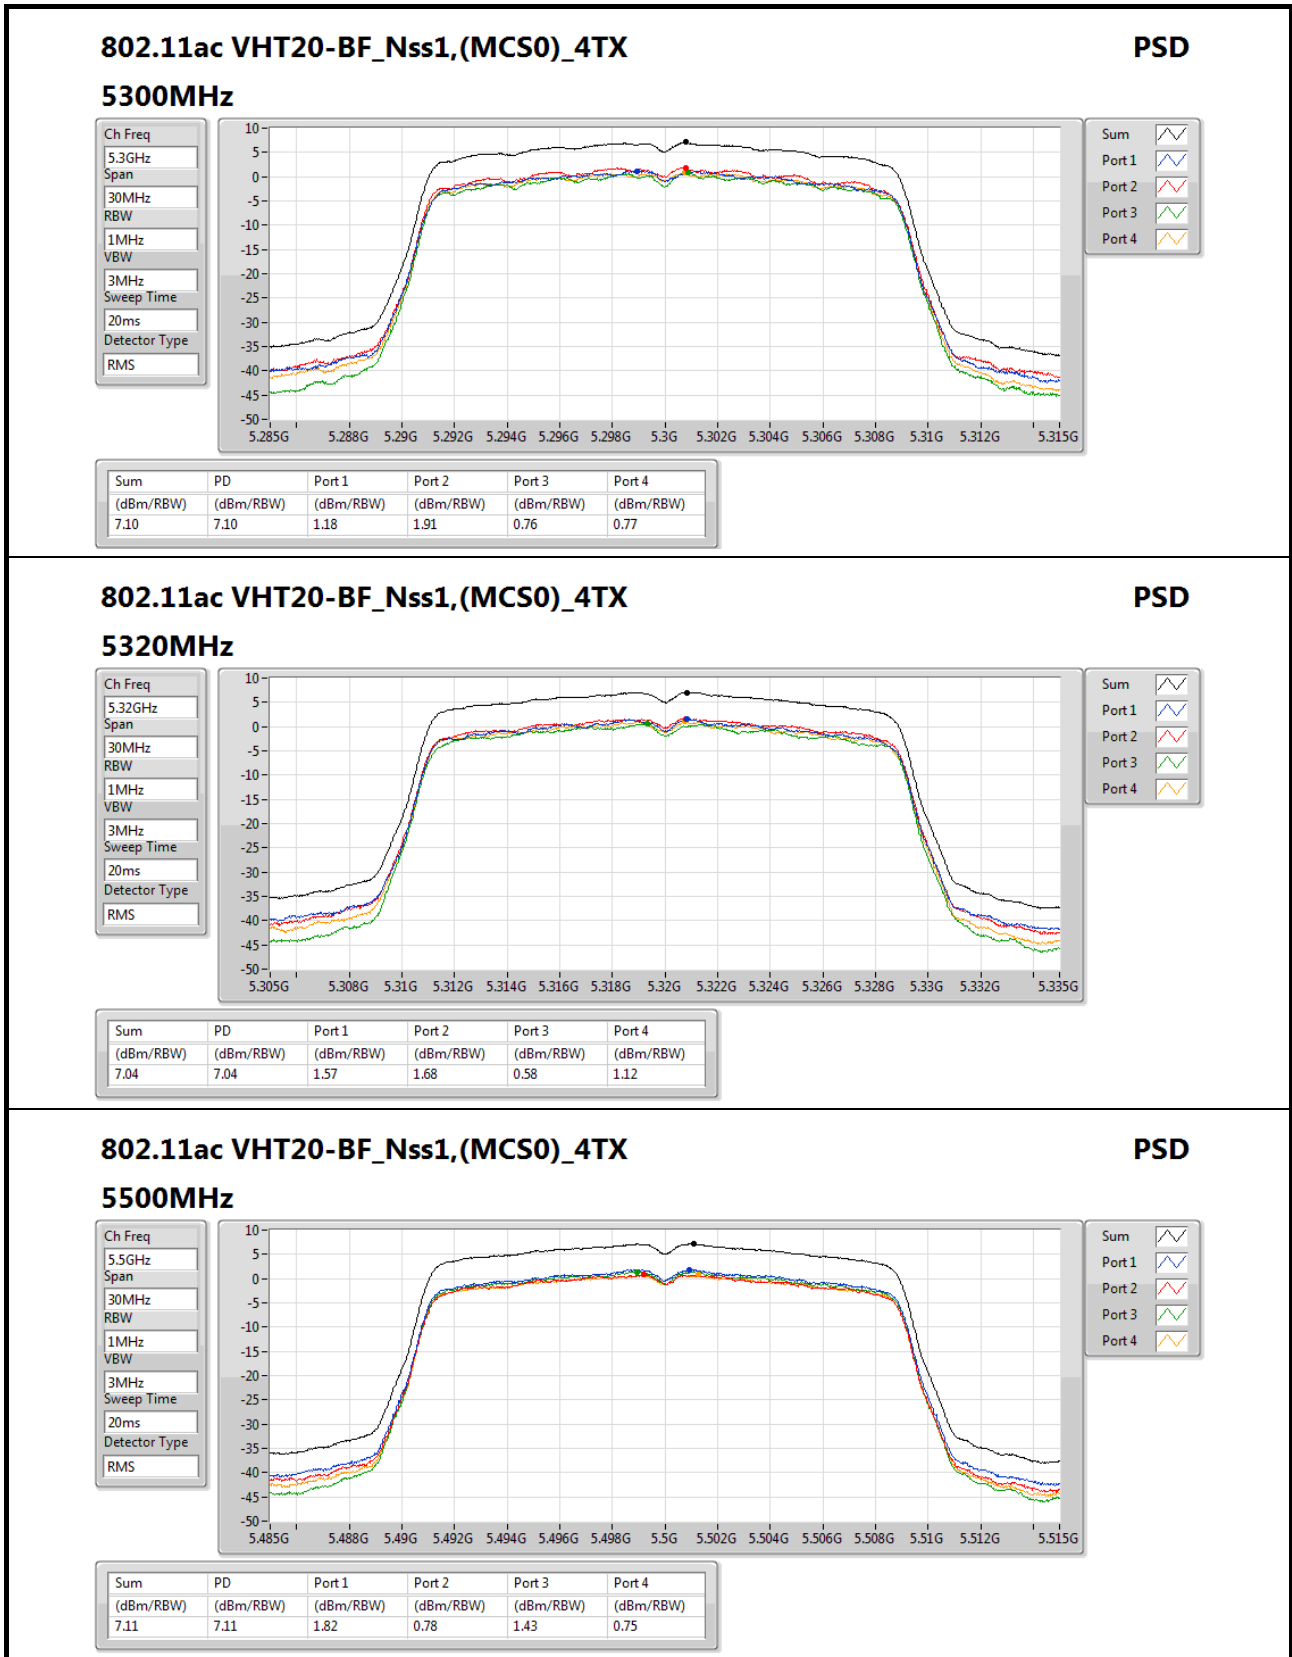 802.11ac VHT20-BF_Nss1,(MCS0)_4TX PSD
5300MHz
Ch Freq
5.3GHz
Span
30MHz
RBW
1MHz
VBW
3MHz
Sweep Time
20ms
Detector Type
RMS
10
5
0
-5
-10
-15
-20
-25
-30
-35
-40
-45
-50
5.285G 5.288G 5.29G 5.292G 5.294G 5.296G 5.298G 5.3G 5.302G 5.304G 5.306G 5.308G 5.31G 5.312G 5.315G
Sum
Port 1
Port 2
Port 3
Port 4
Sum PD Port 1 Port 2 Port 3 Port 4
(dBm/RBW) (dBm/RBW) (dBm/RBW) (dBm/RBW) (dBm/RBW) (dBm/RBW)
7.10 7.10 1.18 1.91 0.76 0.77
802.11ac VHT20-BF_Nss1,(MCS0)_4TX PSD
5320MHz
Ch Freq
5.32GHz
Span
30MHz
RBW
1MHz
VBW
3MHz
Sweep Time
20ms
Detector Type
RMS
10
5
0
-5
-10
-15
-20
-25
-30
-35
-40
-45
-50
5.305G 5.308G 5.31G 5.312G 5.314G 5.316G 5.318G 5.32G 5.322G 5.324G 5.326G 5.328G 5.33G 5.332G 5.335G
Sum
Port 1
Port 2
Port 3
Port 4
Sum PD Port 1 Port 2 Port 3 Port 4
(dBm/RBW) (dBm/RBW) (dBm/RBW) (dBm/RBW) (dBm/RBW) (dBm/RBW)
7.04 7.04 1.57 1.68 0.58 1.12
802.11ac VHT20-BF_Nss1,(MCS0)_4TX PSD
5500MHz
Ch Freq
5.5GHz
Span
30MHz
RBW
1MHz
VBW
3MHz
Sweep Time
20ms
Detector Type
RMS
10
5
0
-5
-10
-15
-20
-25
-30
-35
-40
-45
-50
5.485G 5.488G 5.49G 5.492G 5.494G 5.496G 5.498G 5.5G 5.502G 5.504G 5.506G 5.508G 5.51G 5.512G 5.515G
Sum
Port 1
Port 2
Port 3
Port 4
Sum PD Port 1 Port 2 Port 3 Port 4
(dBm/RBW) (dBm/RBW) (dBm/RBW) (dBm/RBW) (dBm/RBW) (dBm/RBW)
7.11 7.11 1.82 0.78 1.43 0.75